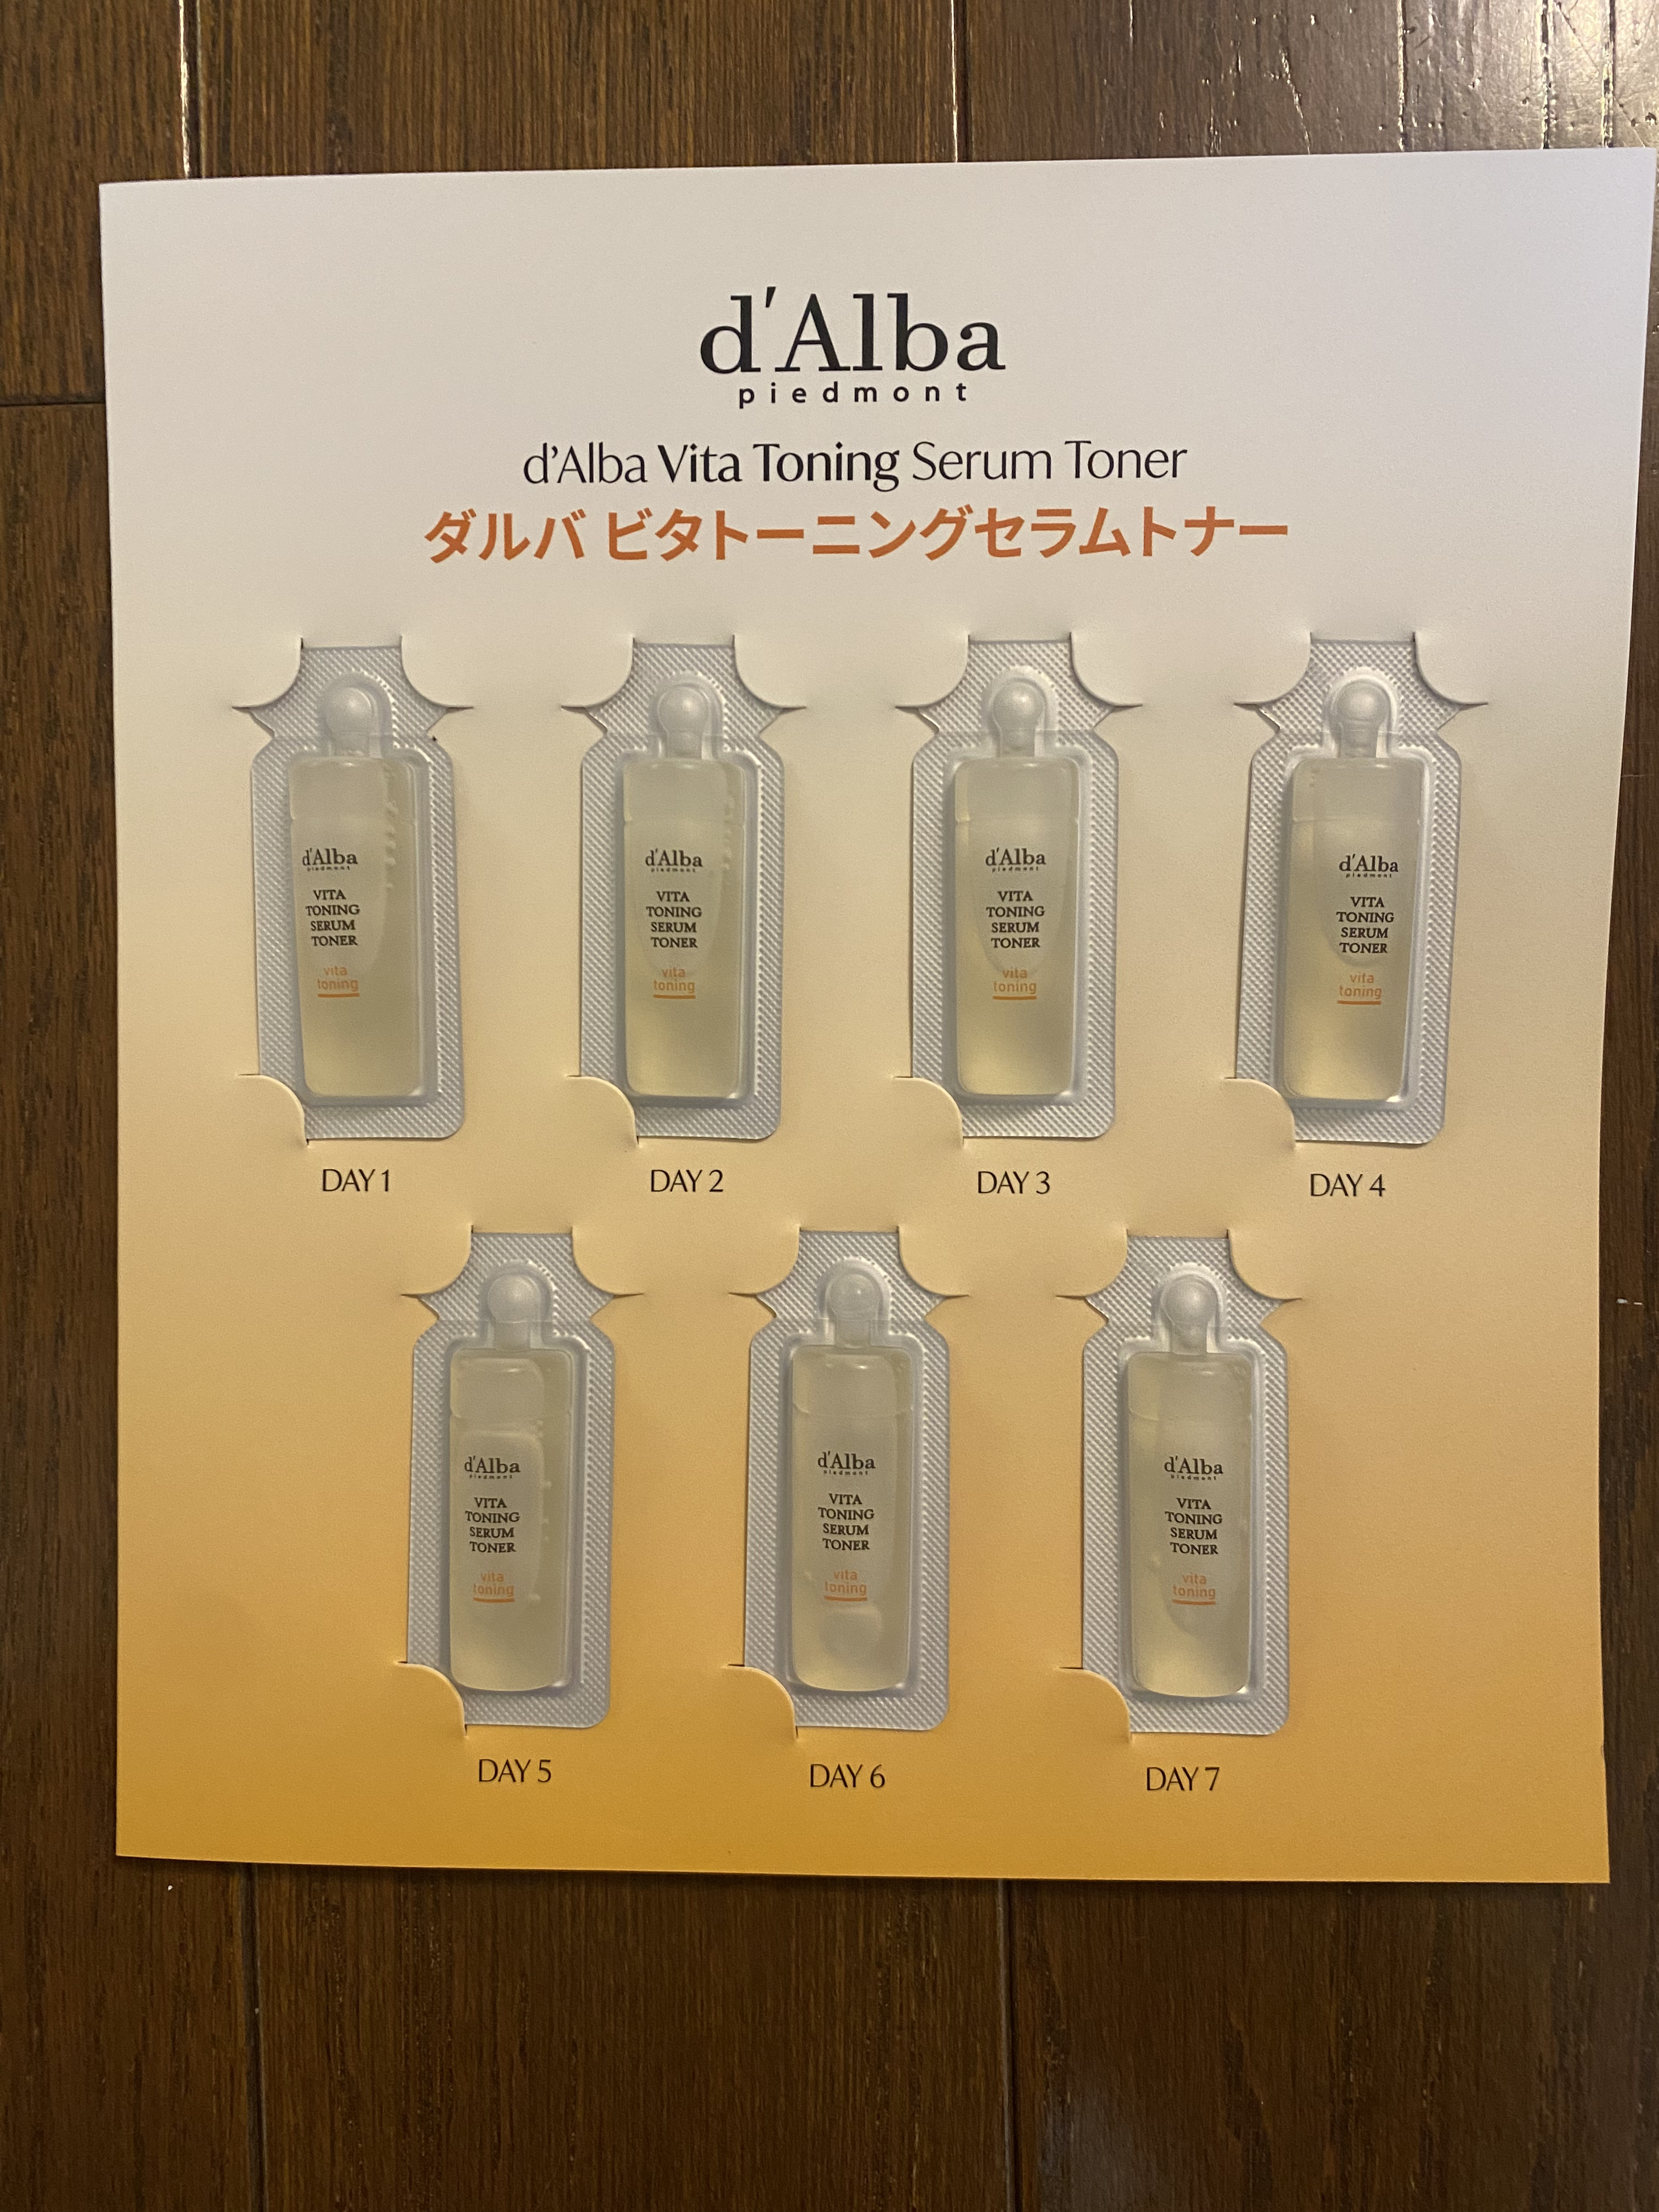 d'Alba
piedmont
d'Alba Vita Toning Serum Toner
ダルバ ビタトーニングセラムトナー
d'Alba
piedmont
VITA
TONING
SERUM
TONER
vita
toning
d'Alba
piedmont
VITA
TONING
SERUM
TONER
vita
toning
d'Alba
piedmont
VITA
TONING
SERUM
TONER
vita
toning
d'Alba
piedmont
VITA
TONING
SERUM
TONER
vita
toning
DAY 1
DAY 2
DAY 3
DAY 4
d'Alba
piedmont
VITA
TONING
SERUM
TONER
vita
toning
d'Alba
piedmont
VITA
TONING
SERUM
TONER
vita
toning
d'Alba
piedmont
VITA
TONING
SERUM
TONER
vita
toning
DAY 5
DAY 6
DAY 7